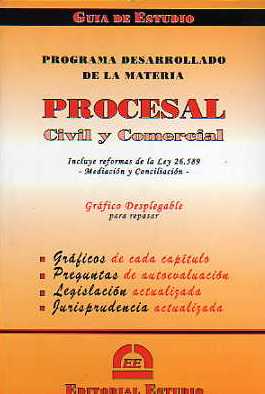 GUIA DE ESTUDIO
PROGRAMA DESARROLLADO
DE LA MATERIA
PROCESAL
Civil y Comercial
Incluye reformas de la Ley 26.589
- Mediación y Conciliación -
Gráfico Desplegable
para repasar
Gráficos de cada capítulo
Preguntas de autoevaluación
Legislación actualizada
Jurisprudencia actualizada
EE
EDITORIAL ESTUDIO